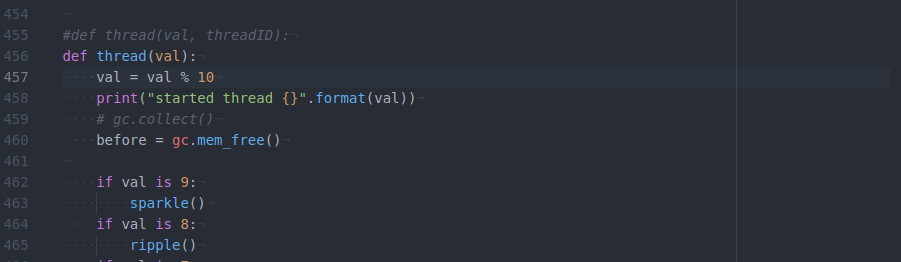 454
455 #def thread(val, threadID):¬
456 def thread(val):¬
457 ····val = val % 10
458 ····print("started thread {}".format(val))¬
459 ····# gc.collect()¬
460 ····before = gc.mem_free()¬
461 ¬
462 ····if val is 9:¬
463 ········sparkle()¬
464 ····if val is 8:¬
465 ········ripple()¬